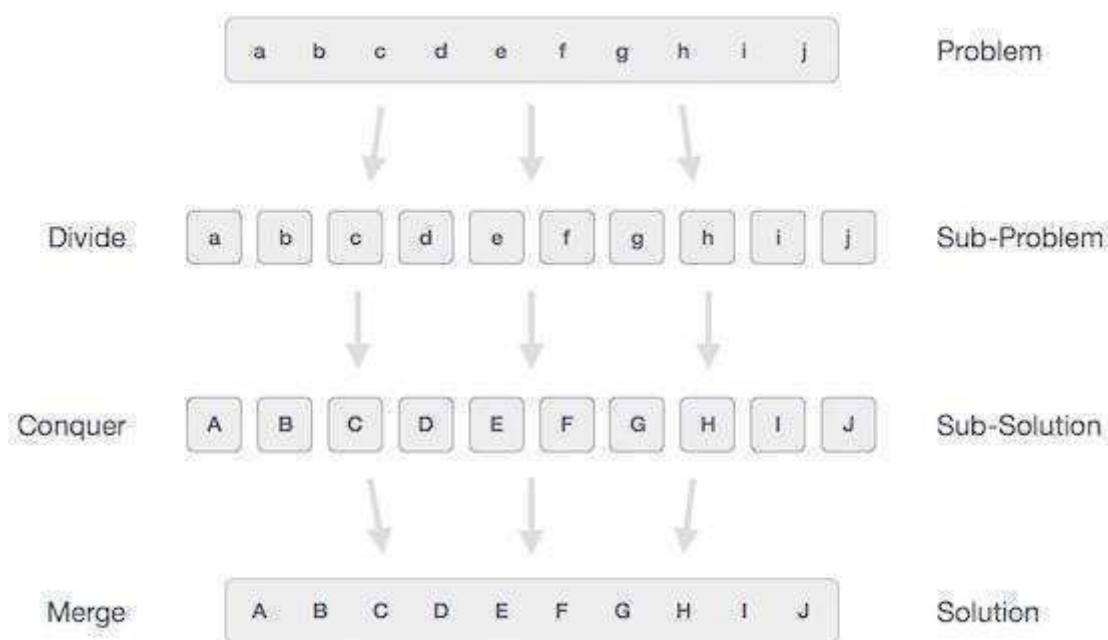 a b c d e f g h i j Problem
Divide a b c d e f g h i j Sub-Problem
Conquer A B C D E F G H I J Sub-Solution
Merge A B C D E F G H I J Solution